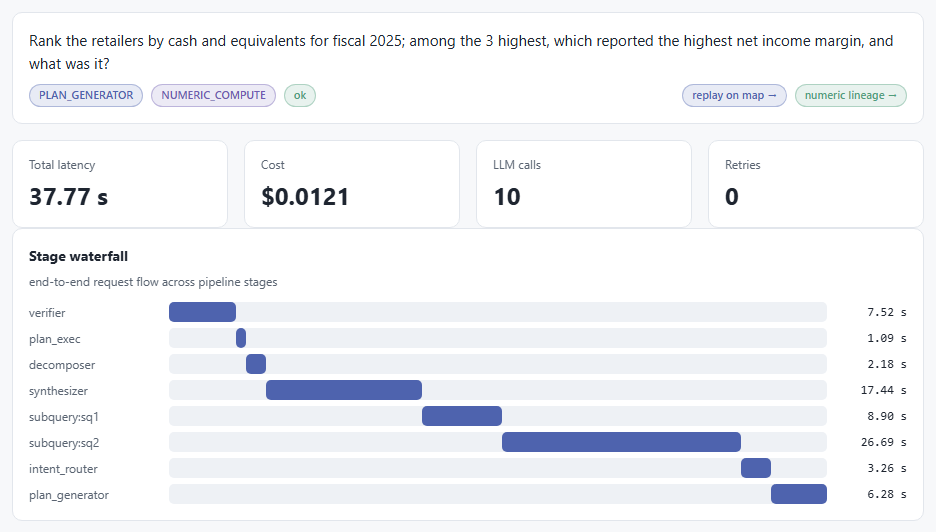 Rank the retailers by cash and equivalents for fiscal 2025; among the 3 highest, which reported the highest net income margin, and
what was it?
PLAN_GENERATOR NUMERIC_COMPUTE ok replay on map → numeric lineage →
Total latency Cost LLM calls Retries
37.77 s $0.0121 10 0
Stage waterfall
end-to-end request flow across pipeline stages
verifier 7.52 s
plan_exec 1.09 s
decomposer 2.18 s
synthesizer 17.44 s
subquery:sq1 8.90 s
subquery:sq2 26.69 s
intent_router 3.26 s
plan_generator 6.28 s